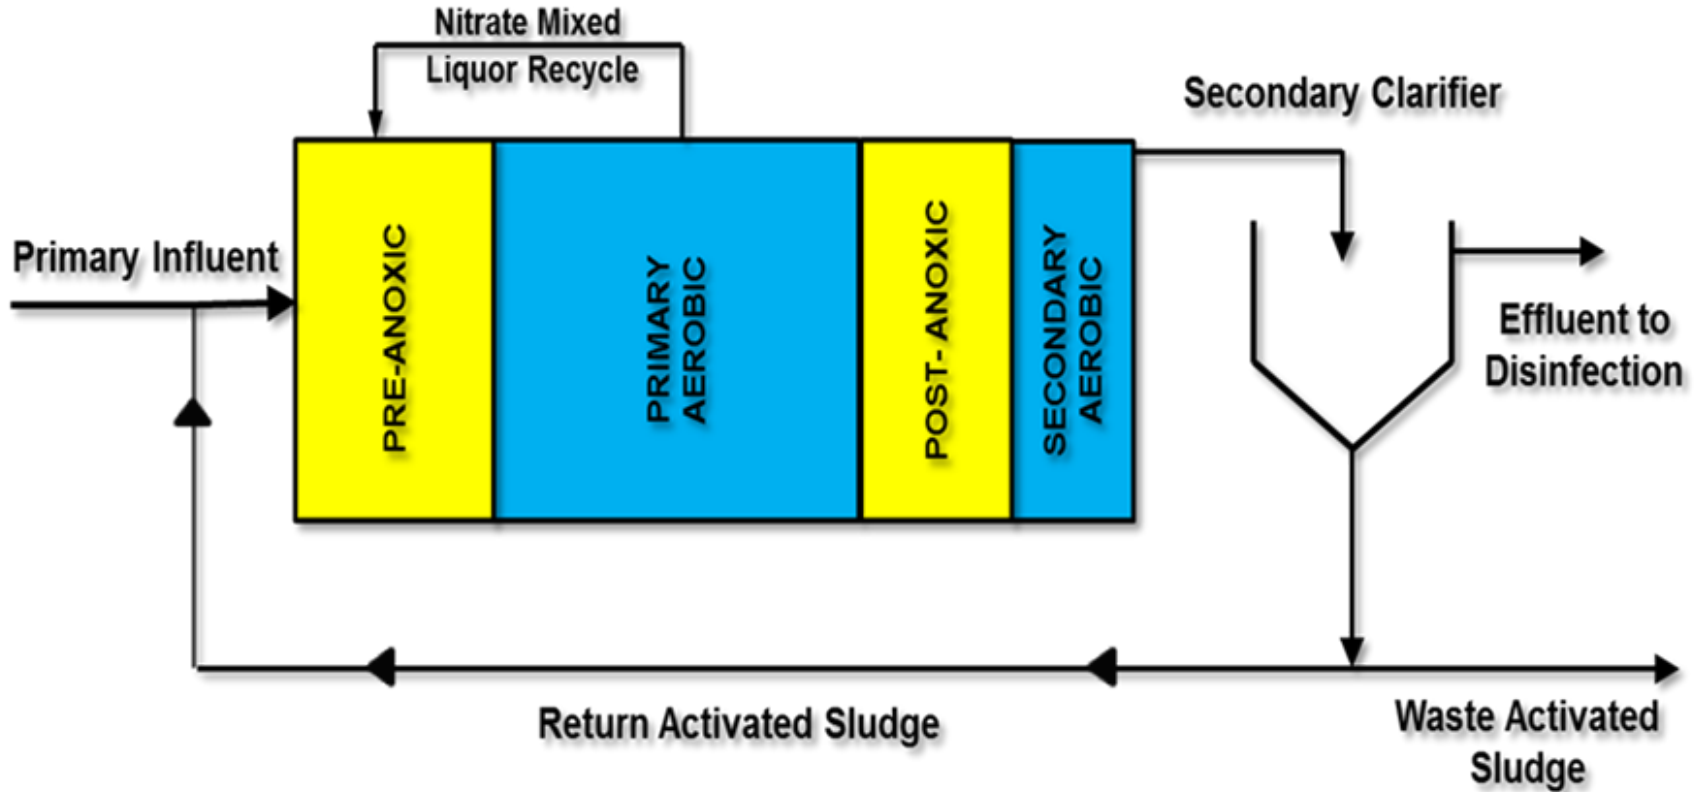 Nitrate Mixed
Liquor Recycle
Secondary Clarifier
Primary Influent
PRE-ANOXIC
PRIMARY
AEROBIC
POST- ANOXIC
SECONDARY
AEROBIC
Effluent to
Disinfection
Return Activated Sludge
Waste Activated
Sludge